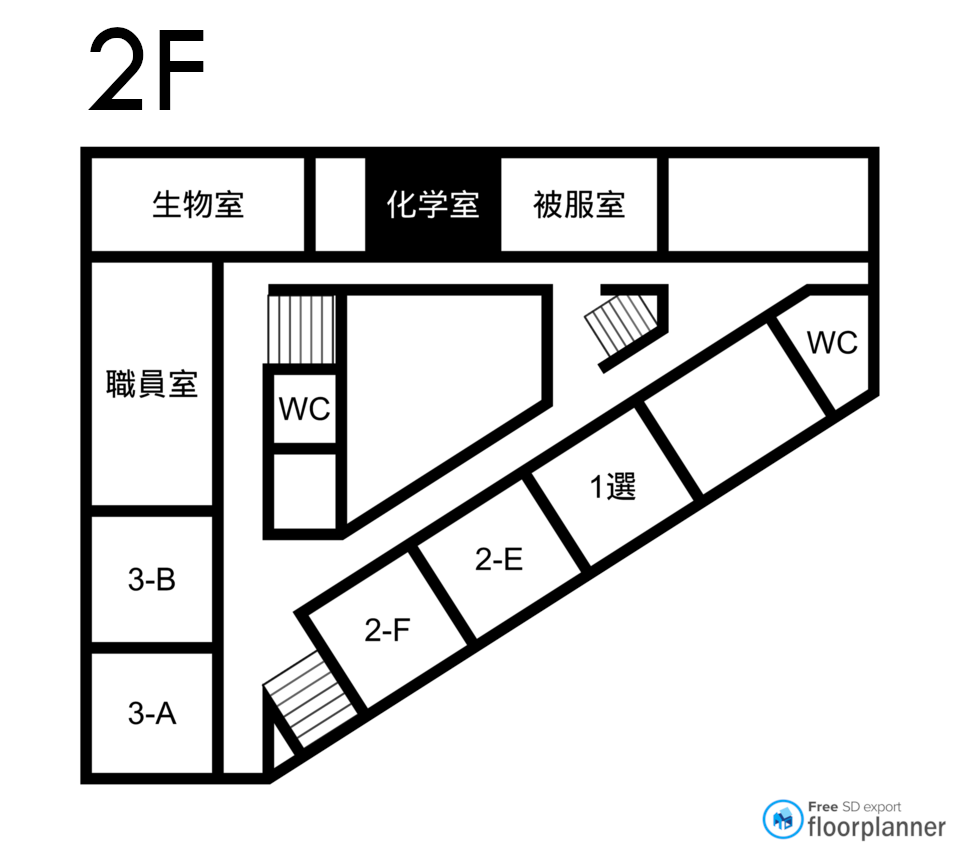 2F
生物室
化学室
被服室
職員室
WC
WC
1選
2-E
3-B
2-F
3-A
Free SD export
floorplanner